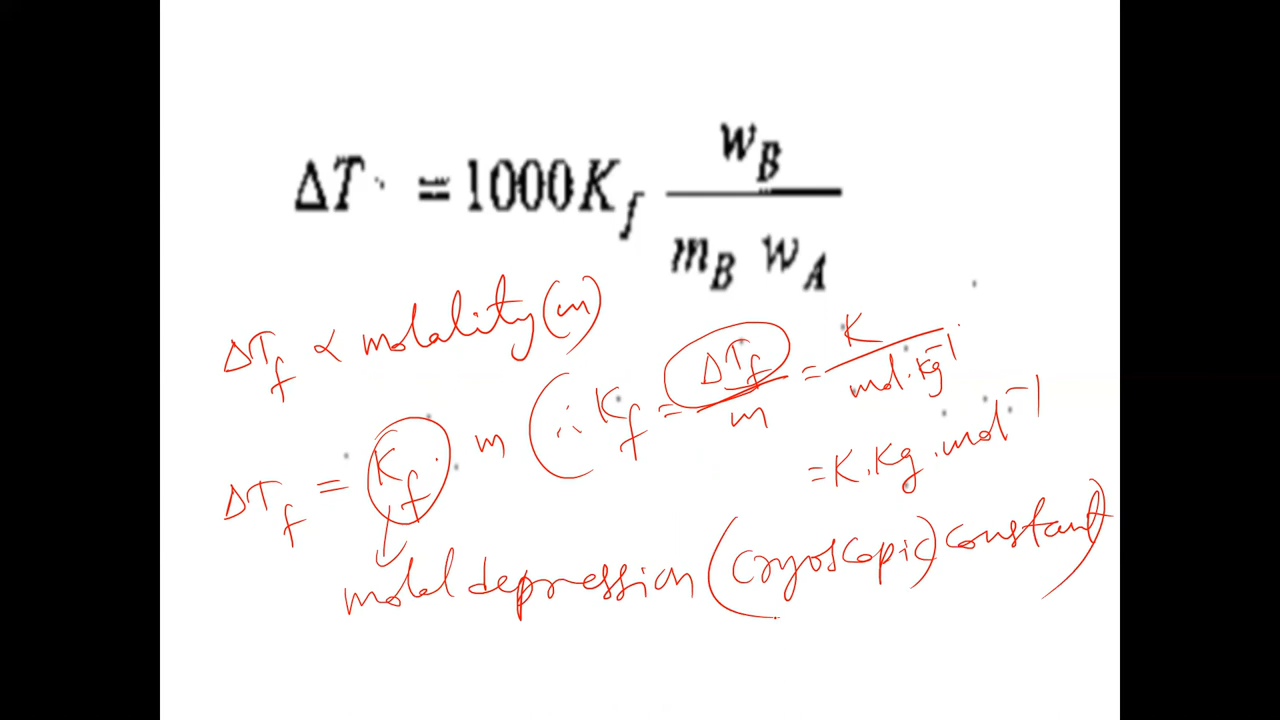 ΔT = 1000 K_f w_B / m_B w_A
ΔT_f ∝ molality (m)
ΔT_f = K_f . m (∴ K_f = ΔT_f / m = K / mol.kg⁻¹
= K.Kg.mol⁻¹
molal depression (cryoscopic) constant)